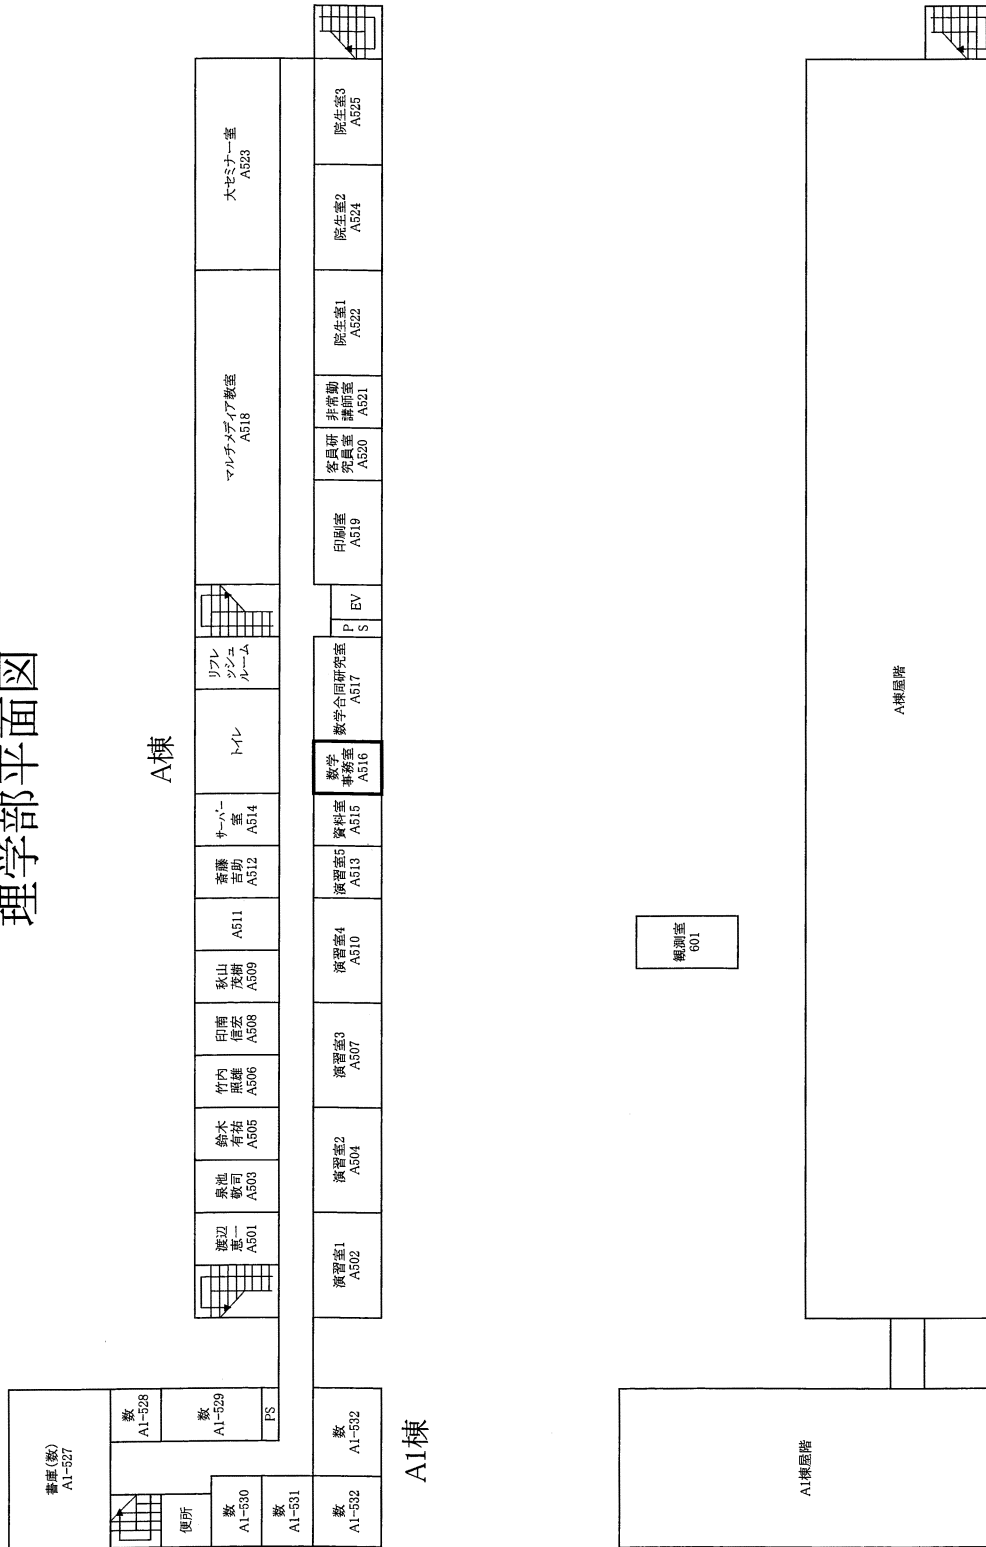 理学部平面図
A棟
大セミナー室
A523
マルチメディア教室
A518
リフレ
ッシュ
ルーム
トイレ
サーバー
室
A514
斎藤
吉助
A512
A511
秋山
茂樹
A509
印南
信宏
A508
竹内
照雄
A506
鈴木
有祐
A505
泉池
敬司
A503
渡辺
恵一
A501
院生室3
A525
院生室2
A524
院生室1
A522
非常勤
講師室
A521
客員研
究員室
A520
印刷室
A519
EV
P
S
数学合同研究室
A517
数学
事務室
A516
資料室
A515
演習室5
A513
演習室4
A510
演習室3
A507
演習室2
A504
演習室1
A502
書庫(数)
A1-527
数
A1-528
数
A1-529
PS
数
A1-532
便所
数
A1-530
数
A1-531
数
A1-532
A1棟
観測室
601
A棟屋階
A1棟屋階